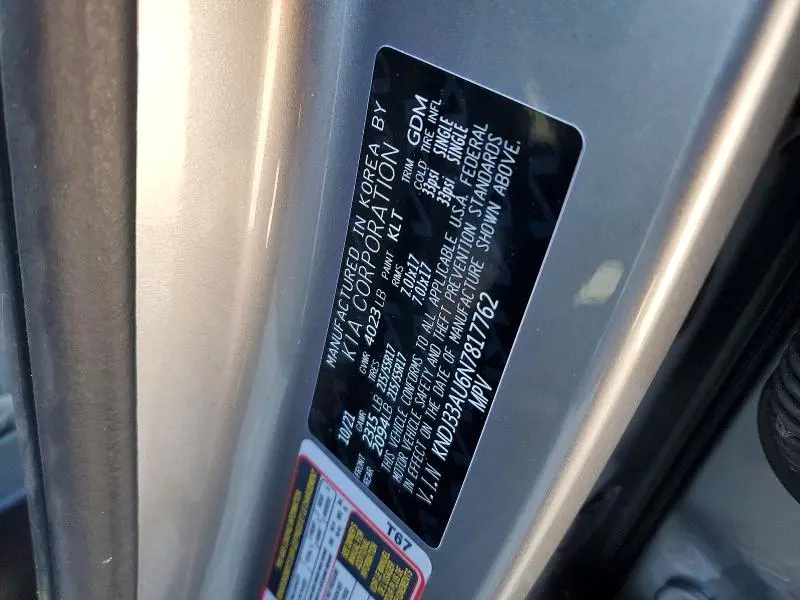 MANUFACTURED IN KOREA BY
KIA CORPORATION
10/21 GVWR 4023LB PAINT KLT TRIM GDM
GAWR TIRES RIMS COLD TIRE INFL
FRONT 2315LB 215/55R17 7.0Jx17 33psi SINGLE
REAR 2094LB 215/55R17 7.0Jx17 33psi SINGLE
THIS VEHICLE CONFORMS TO ALL APPLICABLE U.S.A. FEDERAL
MOTOR VEHICLE SAFETY AND THEFT PREVENTION STANDARDS
IN EFFECT ON THE DATE OF MANUFACTURE SHOWN ABOVE.
V.I.N KNDJ33AU6N7817762
MPV
T67